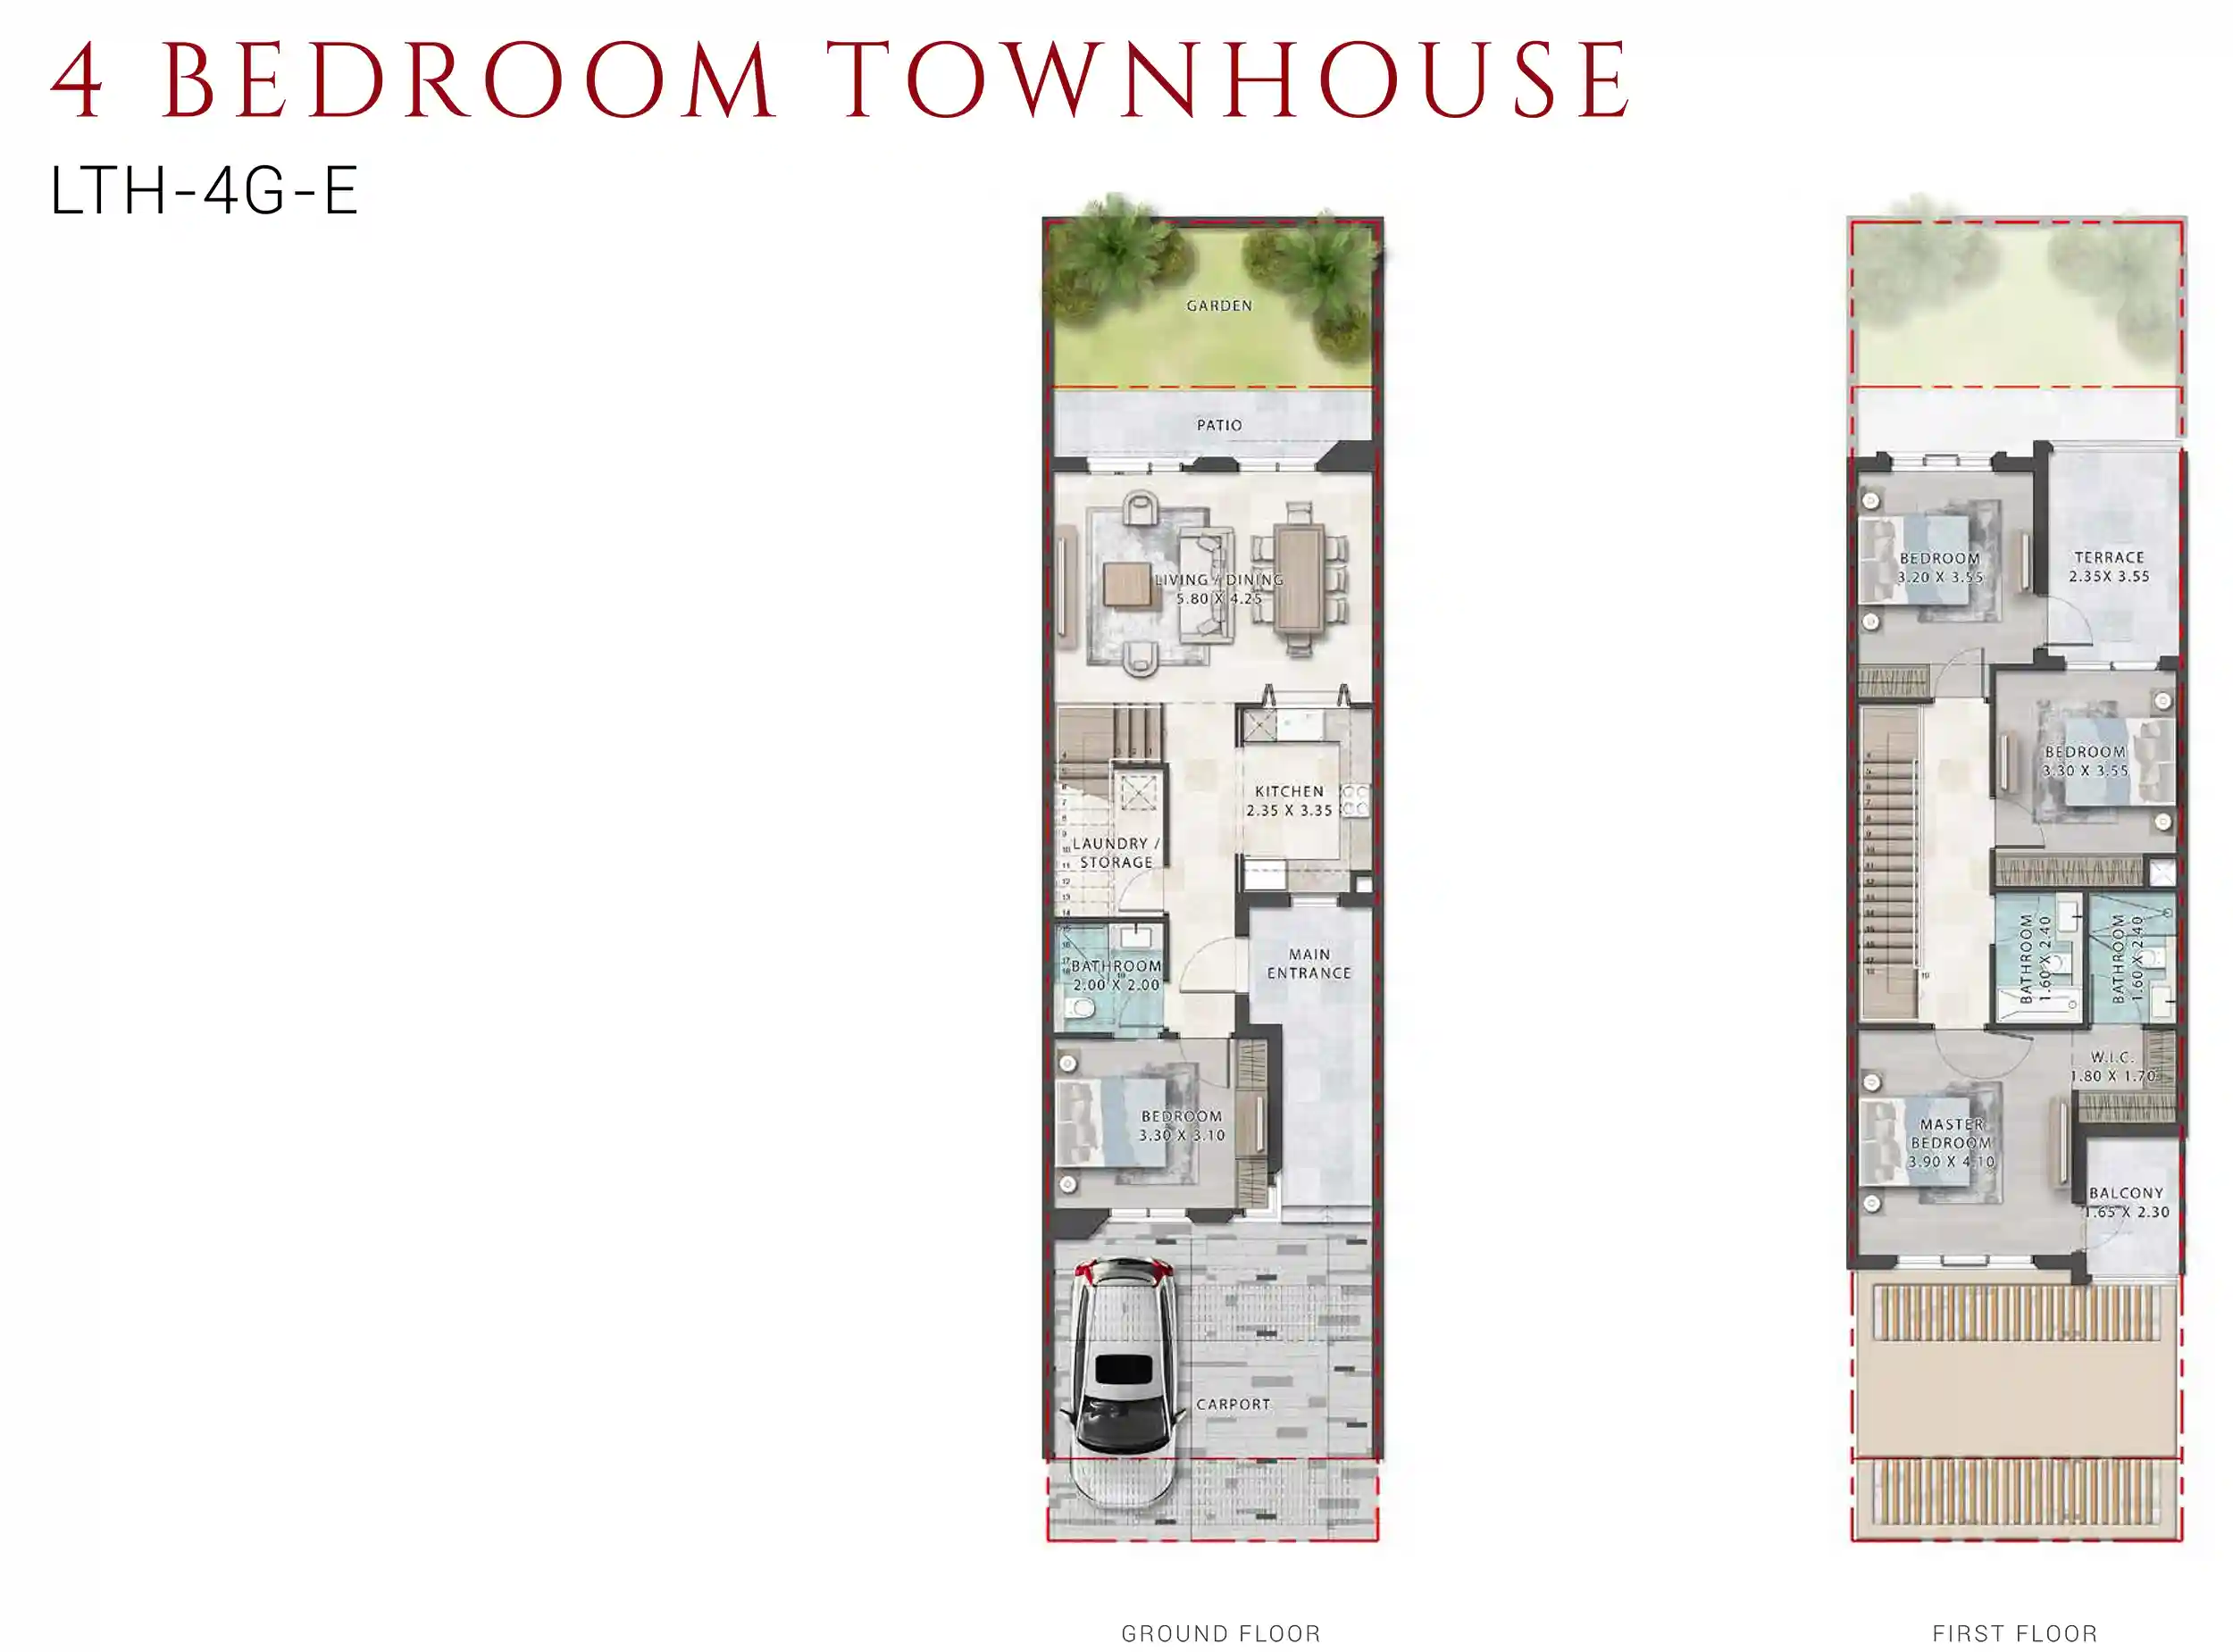 4 BEDROOM TOWNHOUSE
LTH-4G-E
GARDEN
PATIO
LIVING / DINING
5.80 X 4.25
KITCHEN
2.35 X 3.35
LAUNDRY /
STORAGE
MAIN
ENTRANCE
BATHROOM
2.00 X 2.00
BEDROOM
3.30 X 3.10
CARPORT
GROUND FLOOR
BEDROOM
3.20 X 3.55
TERRACE
2.35X 3.55
BEDROOM
3.30 X 3.55
BATHROOM
1.60 X 2.40
BATHROOM
1.60 X 2.40
W.I.C.
1.80 X 1.70
MASTER
BEDROOM
3.90 X 4.10
BALCONY
1.65 X 2.30
FIRST FLOOR